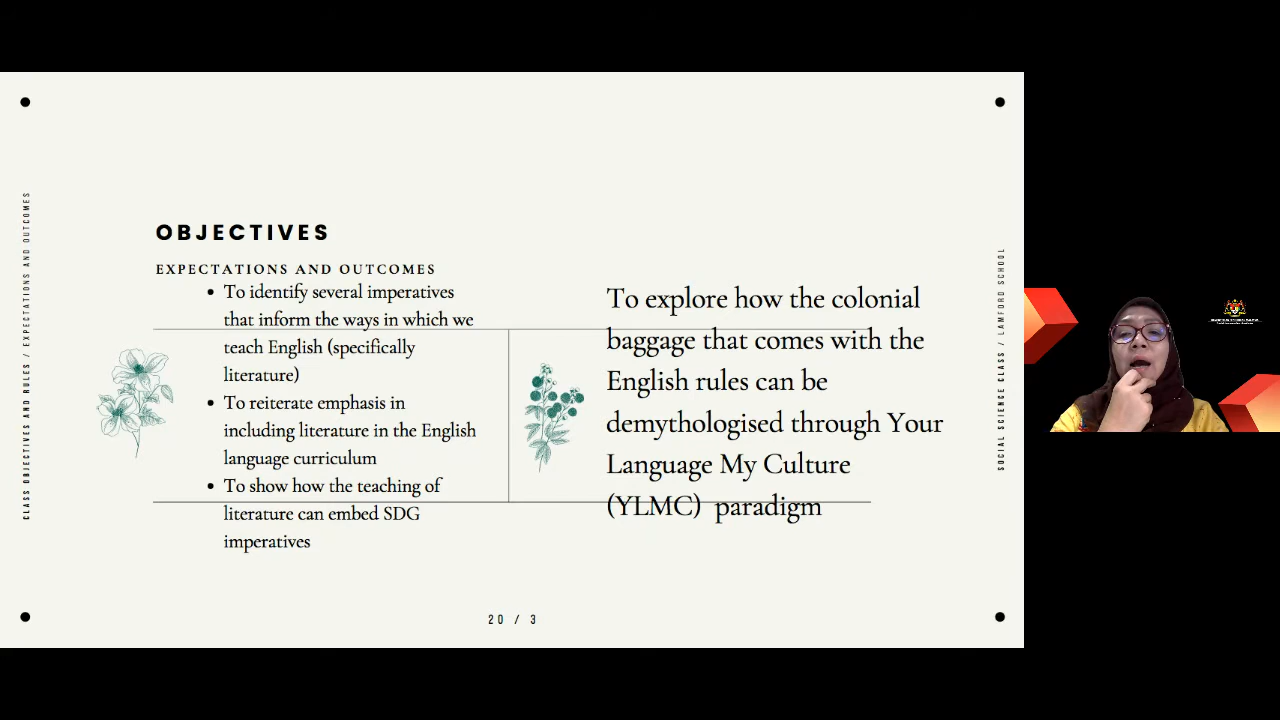 CLASS OBJECTIVES AND RULES / EXPECTATIONS AND OUTCOMES
OBJECTIVES
EXPECTATIONS AND OUTCOMES
• To identify several imperatives
that inform the ways in which we
teach English (specifically
literature)
• To reiterate emphasis in
including literature in the English
language curriculum
• To show how the teaching of
literature can embed SDG
imperatives
To explore how the colonial
baggage that comes with the
English rules can be
demythologised through Your
Language My Culture
(YLMC) paradigm
20 / 3
SOCIAL SCIENCE CLASS / LAMFORD SCHOOL